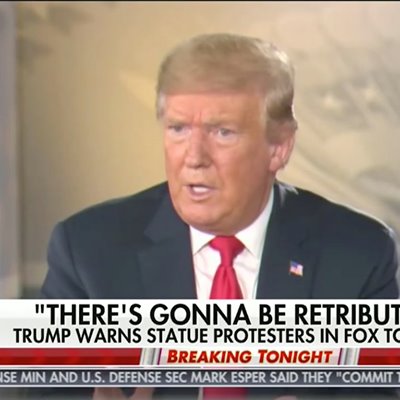 "THERE'S GONNA BE RETRIBUT
TRUMP WARNS STATUE PROTESTERS IN FOX TO
BREAKING TONIGHT
NSE MIN AND U.S. DEFENSE SEC MARK ESPER SAID THEY "COMMIT T